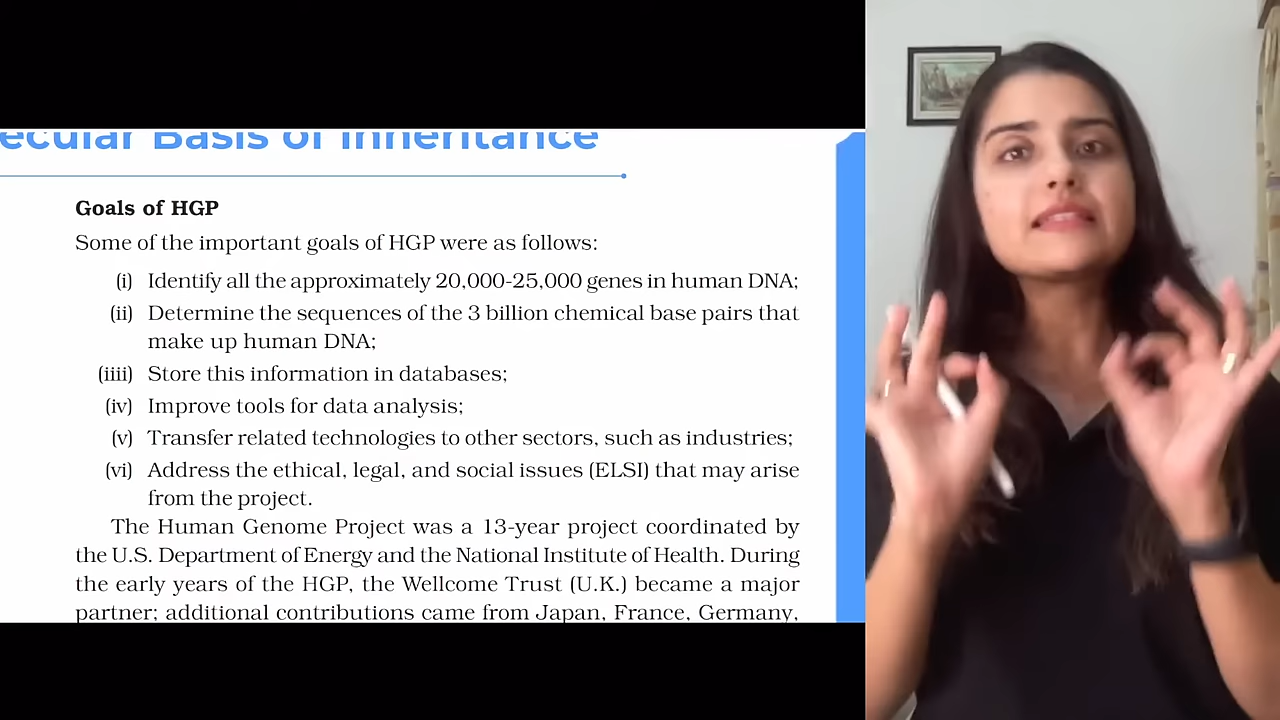 ecular Basis of Inheritance
Goals of HGP
Some of the important goals of HGP were as follows:
(i) Identify all the approximately 20,000-25,000 genes in human DNA;
(ii) Determine the sequences of the 3 billion chemical base pairs that
make up human DNA;
(iiii) Store this information in databases;
(iv) Improve tools for data analysis;
(v) Transfer related technologies to other sectors, such as industries;
(vi) Address the ethical, legal, and social issues (ELSI) that may arise
from the project.
The Human Genome Project was a 13-year project coordinated by
the U.S. Department of Energy and the National Institute of Health. During
the early years of the HGP, the Wellcome Trust (U.K.) became a major
partner; additional contributions came from Japan, France, Germany,